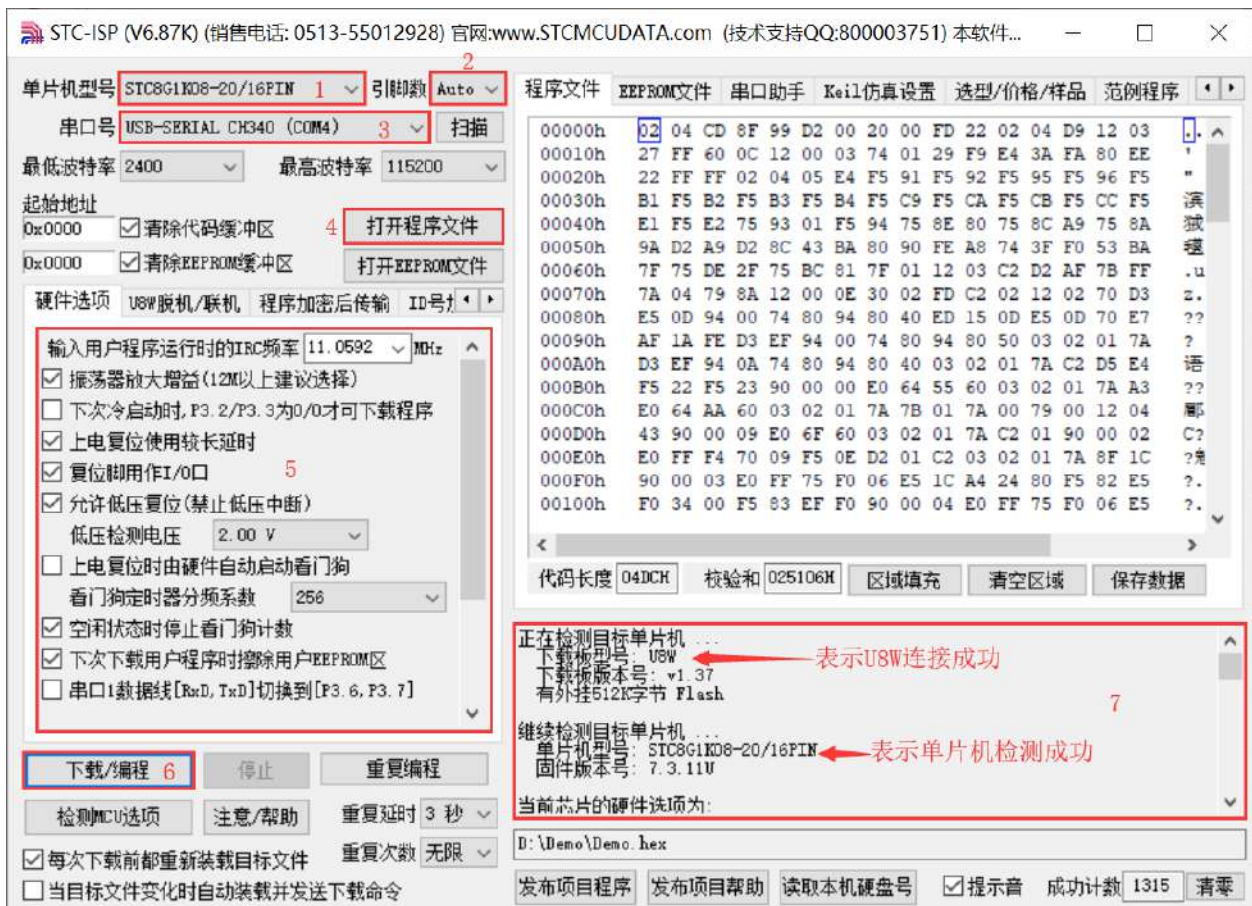 STC-ISP (V6.87K) (销售电话: 0513-55012928) 官网:www.STCMCUDATA.com (技术支持QQ:800003751) 本软件...
2
单片机型号 STC8G1K08-20/16PIN 1 引脚数 Auto
串口号 USB-SERIAL CH340 (COM4) 3 扫描
最低波特率 2400 最高波特率 115200
起始地址
0x0000 清除代码缓冲区 4 打开程序文件
0x0000 清除EEPROM缓冲区 打开EEPROM文件
硬件选项 U8W脱机/联机 程序加密后传输
输入用户程序运行时的IRC频率 11.0592 MHz
振荡器放大增益(12M以上建议选择)
下次冷启动时,P3.2/P3.3为0/0才可下载程序
上电复位使用较长延时
复位脚用作I/O口 5
允许低压复位(禁止低压中断)
低压检测电压 2.00 V
上电复位时由硬件自动启动看门狗
看门狗定时器分频系数 256
空闲状态时停止看门狗计数
下次下载用户程序时擦除用户EEPROM区
串口1数据线[RxD,TxD]切换到[P3.6,P3.7]
下载/编程 6 停止 重复编程
检测MCU选项 注意/帮助 重复延时 3 秒
每次下载前都重新装载目标文件 重复次数 无限
当目标文件变化时自动装载并发送下载命令
程序文件 EEPROM文件 串口助手 Keil仿真设置 选型/价格/样品 范例程序
00000h 02 04 CD 8F 99 D2 00 20 00 FD 22 02 04 D9 12 03 ..
00010h 27 FF 60 0C 12 00 03 74 01 29 F9 E4 3A FA 80 EE '
00020h 22 FF FF 02 04 05 E4 F5 91 F5 92 F5 95 F5 96 F5 "
00030h B1 F5 B2 F5 B3 F5 B4 F5 C9 F5 CA F5 CB F5 CC F5
00040h E1 F5 E2 75 93 01 F5 94 75 8E 80 75 8C A9 75 8A
00050h 9A D2 A9 D2 8C 43 BA 80 90 FE A8 74 3F F0 53 BA
00060h 7F 75 DE 2F 75 BC 81 7F 01 12 03 C2 D2 AF 7B FF .u
00070h 7A 04 79 8A 12 00 0E 30 02 FD C2 02 12 02 70 D3 z.
00080h E5 0D 94 00 74 80 94 80 40 ED 15 0D E5 0D 70 E7 ??
00090h AF 1A FE D3 EF 94 00 74 80 94 80 50 03 02 01 7A ?
000A0h D3 EF 94 0A 74 80 94 80 40 03 02 01 7A C2 D5 E4 语
000B0h F5 22 F5 23 90 00 00 E0 64 55 60 03 02 01 7A A3 ??
000C0h E0 64 AA 60 03 02 01 7A 7B 01 7A 00 79 00 12 04
000D0h 43 90 00 09 E0 6F 60 03 02 01 7A C2 01 90 00 02 C?
000E0h E0 FF F4 70 09 F5 0E D2 01 C2 03 02 01 7A 8F 1C
000F0h 90 00 03 E0 FF 75 F0 06 E5 1C A4 24 80 F5 82 E5 ?.
00100h F0 34 00 F5 83 EF F0 90 00 04 E0 FF 75 F0 06 E5 ?.
代码长度 04DCH 校验和 025106H 区域填充 清空区域 保存数据
正在检测目标单片机 ...
下载板型号: U8W 表示U8W连接成功
下载板版本号: v1.37
有外挂512K字节 Flash
7
继续检测目标单片机 ...
单片机型号: STC8G1K08-20/16PIN 表示单片机检测成功
固件版本号: 7.3.11U
当前芯片的硬件选项为:
D:\Demo\Demo.hex
发布项目程序 发布项目帮助 读取本机硬盘号 提示音 成功计数 1315 清零